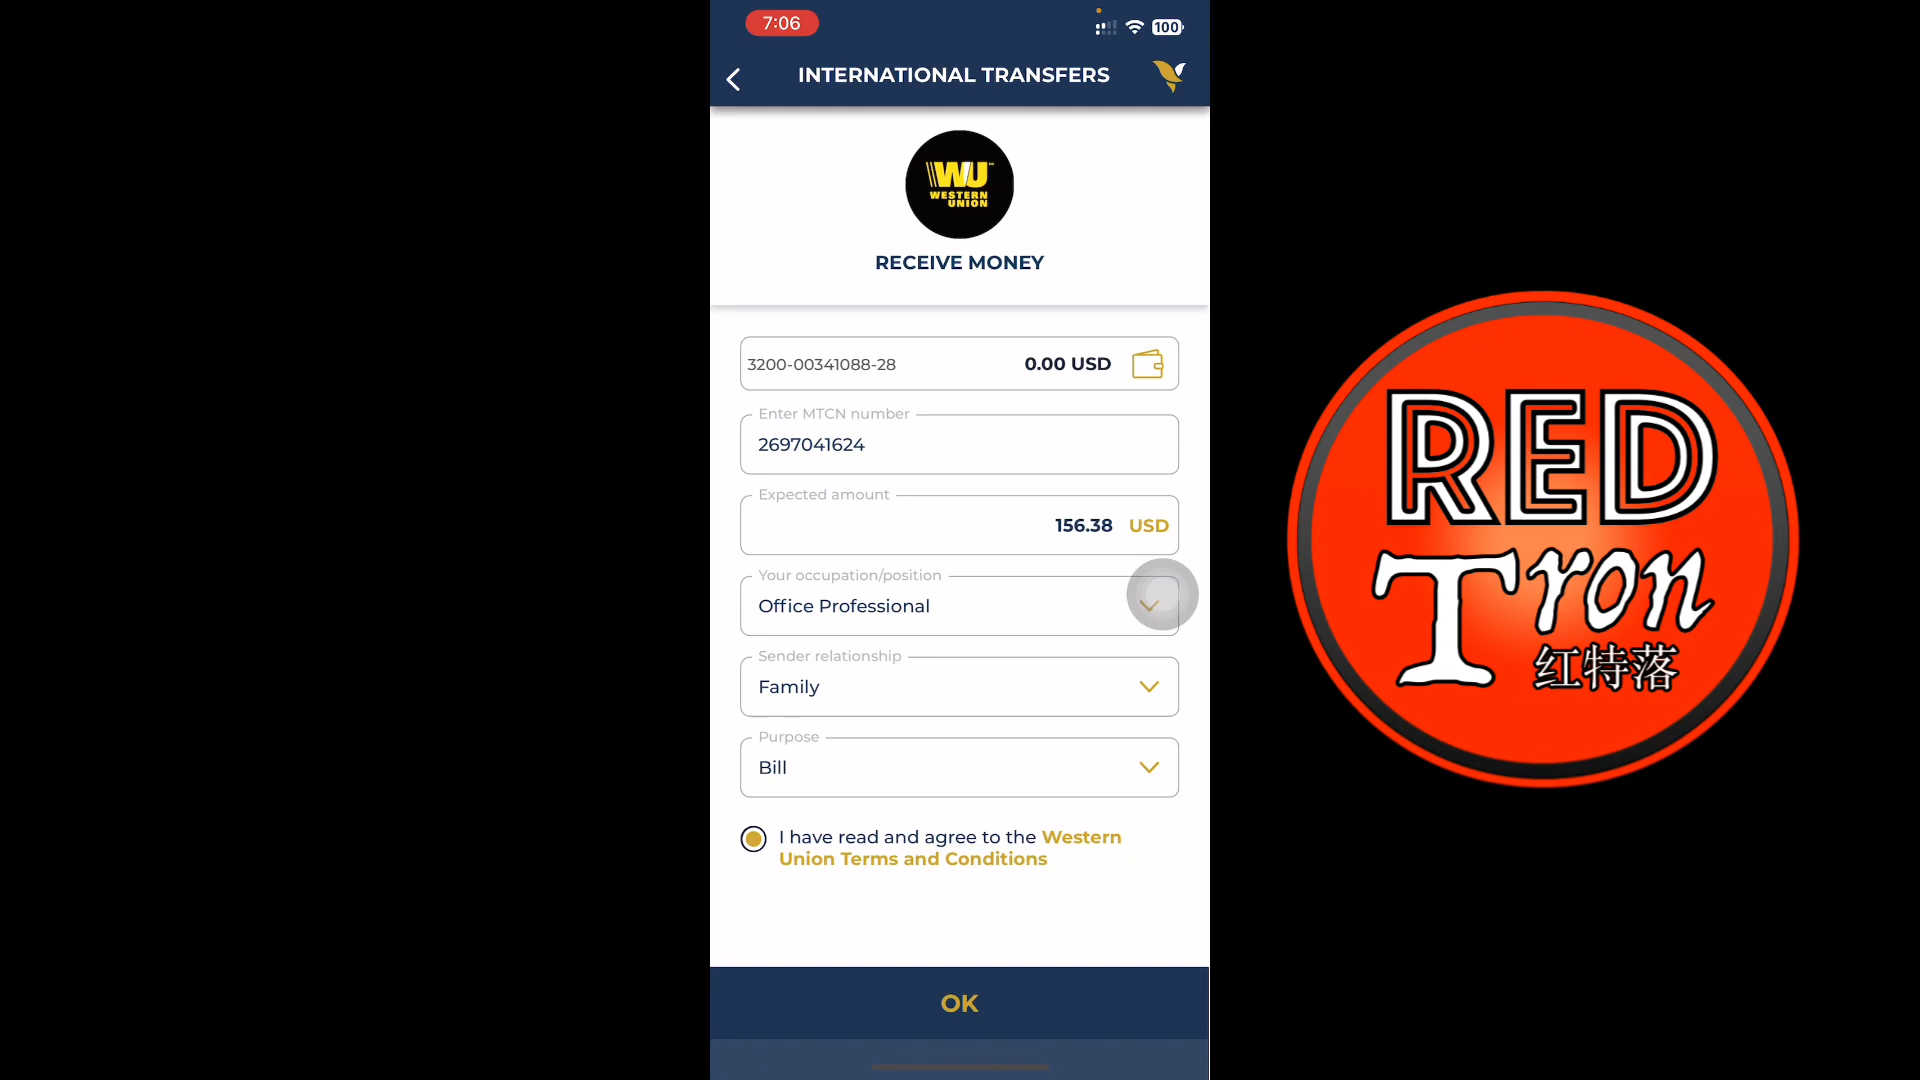 7:06
100
INTERNATIONAL TRANSFERS
WU
WESTERN
UNION
RECEIVE MONEY
3200-00341088-28 0.00 USD
Enter MTCN number
2697041624
Expected amount
156.38 USD
Your occupation/position
Office Professional
Sender relationship
Family
Purpose
Bill
I have read and agree to the Western
Union Terms and Conditions
OK
RED
Tron
红特落